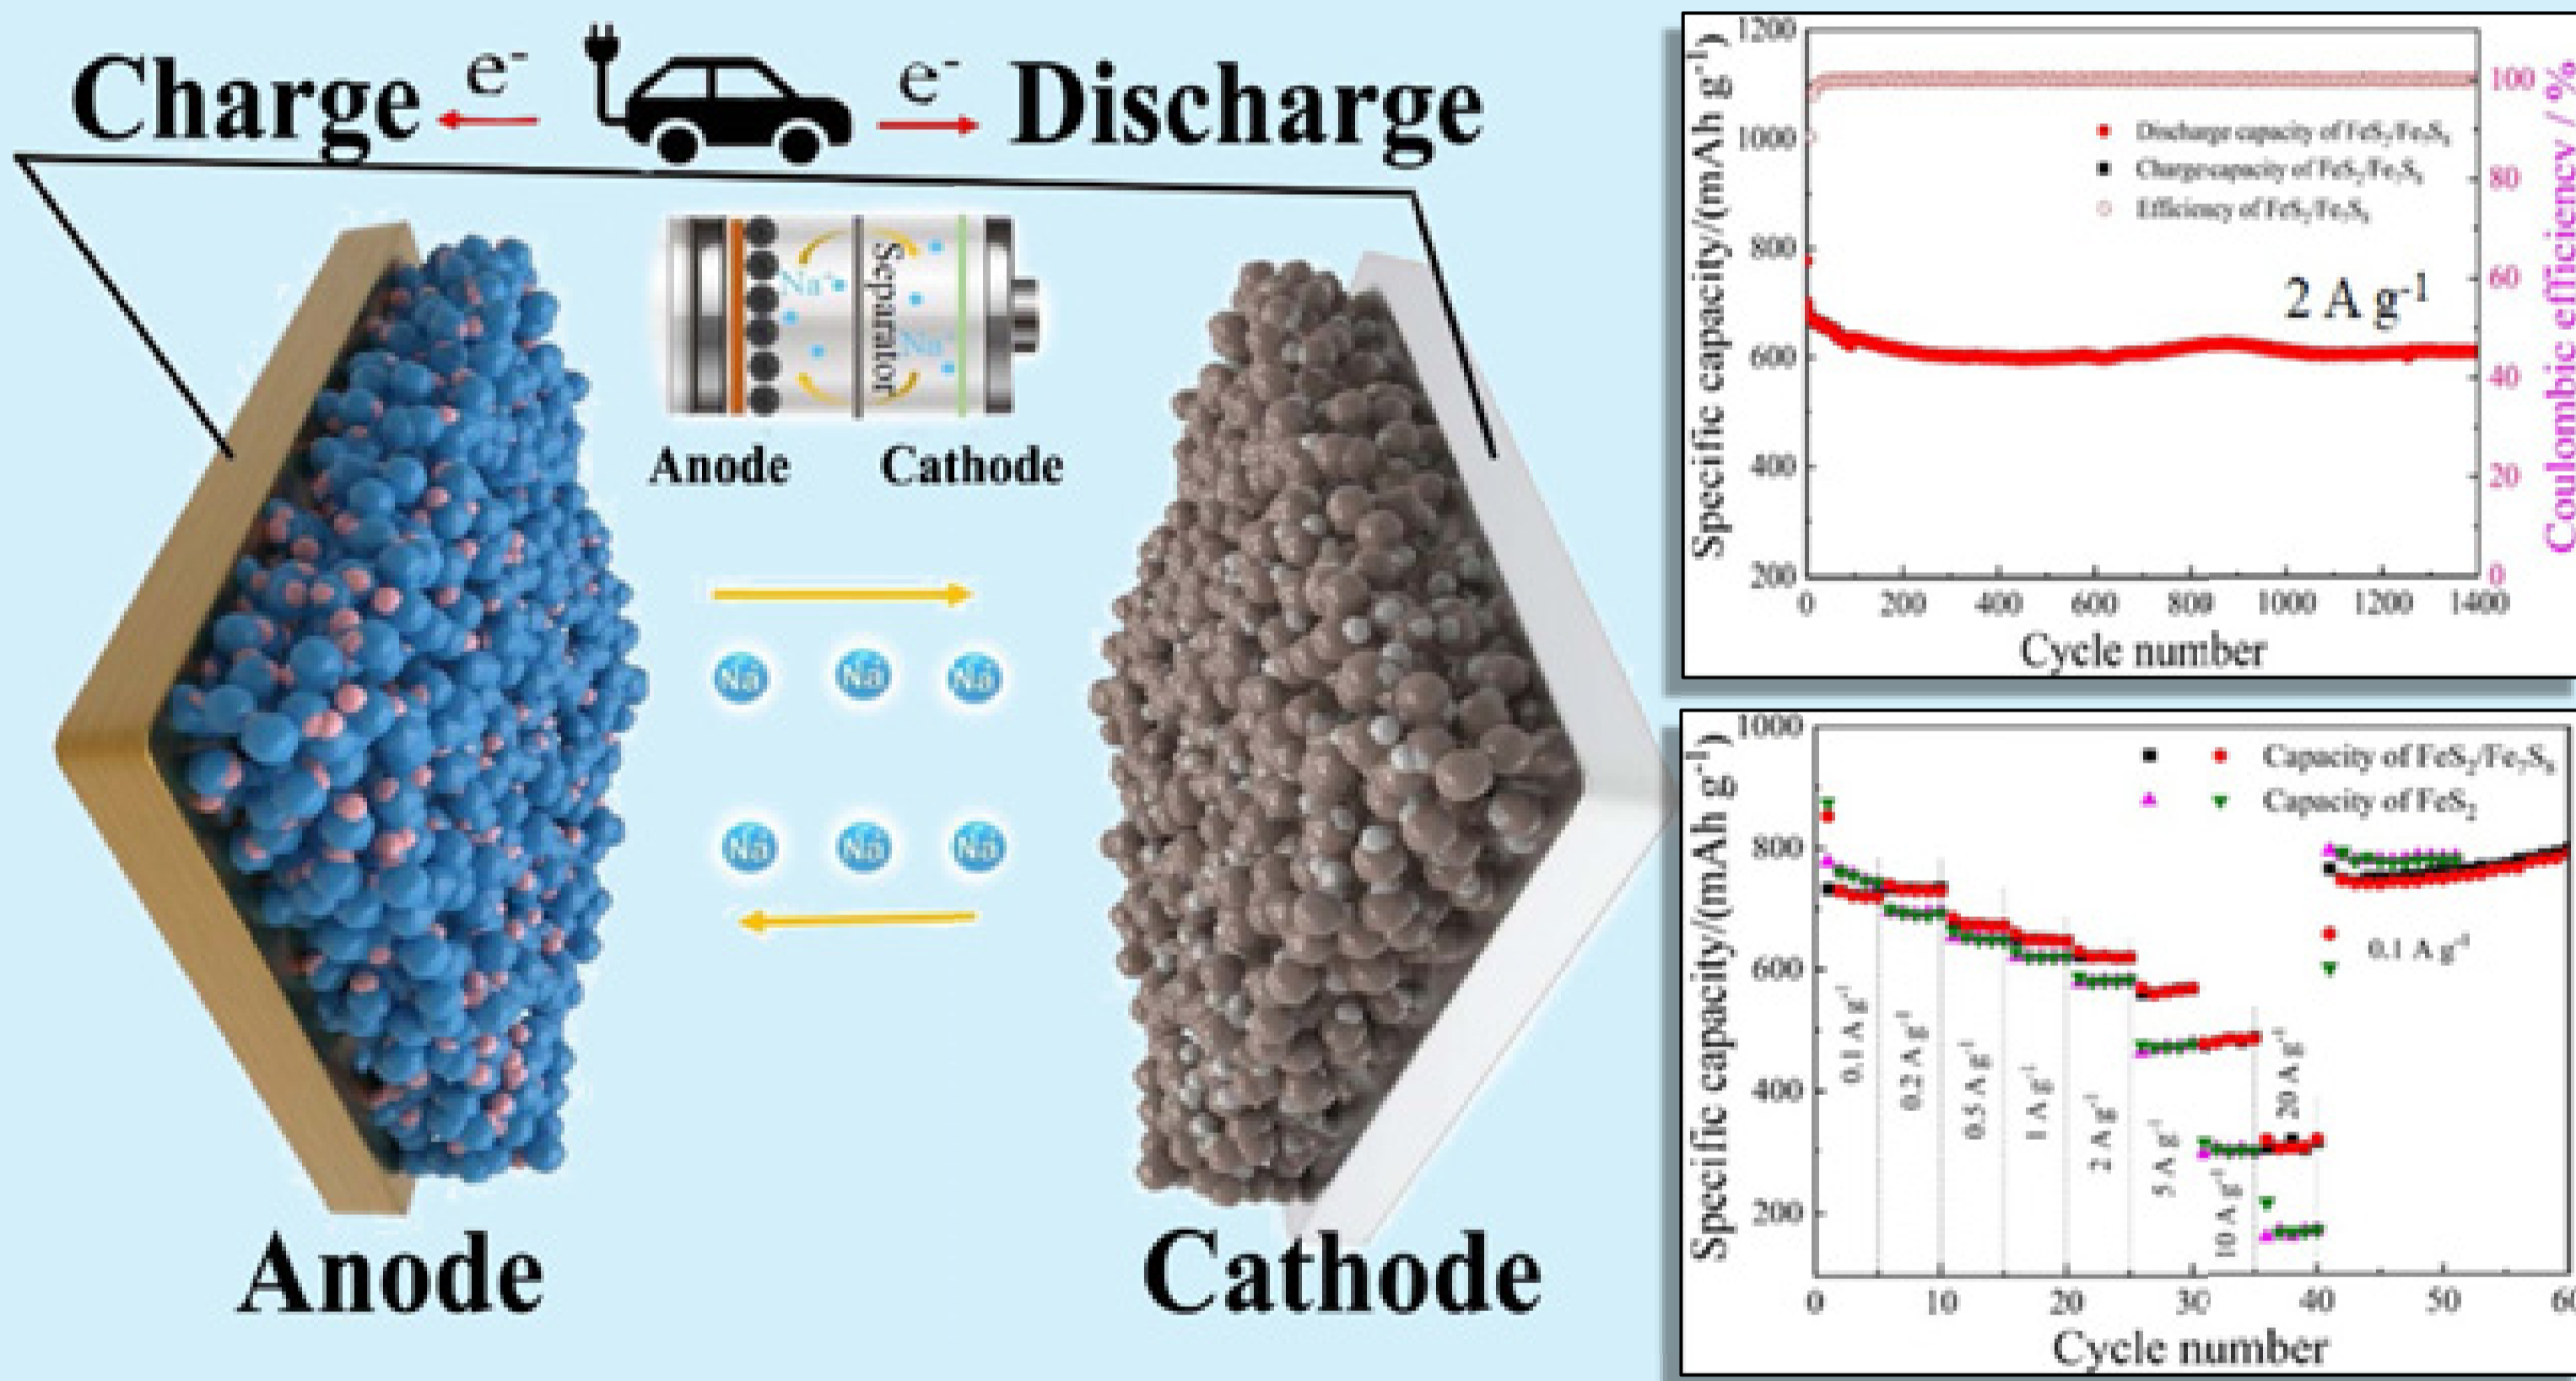 Charge e⁻ e⁻ Discharge
Na⁺
Separator
Na⁺
Anode Cathode
Na Na Na
Na Na Na
Anode Cathode
Specific capacity/(mAh g⁻¹)
1200
1000
800
600
400
200
100
80
60
40
20
0
Coulombic efficiency / %
Discharge capacity of FeS₂/Fe₇S₈
Charge capacity of FeS₂/Fe₇S₈
Efficiency of FeS₂/Fe₇S₈
2 A g⁻¹
0 200 400 600 800 1000 1200 1400
Cycle number
Specific capacity/(mAh g⁻¹)
1000
800
600
400
200
Capacity of FeS₂/Fe₇S₈
Capacity of FeS₂
0.1 A g⁻¹
0.2 A g⁻¹
0.5 A g⁻¹
1 A g⁻¹
2 A g⁻¹
5 A g⁻¹
10 A g⁻¹
20 A g⁻¹
0.1 A g⁻¹
0 10 20 30 40 50 60
Cycle number